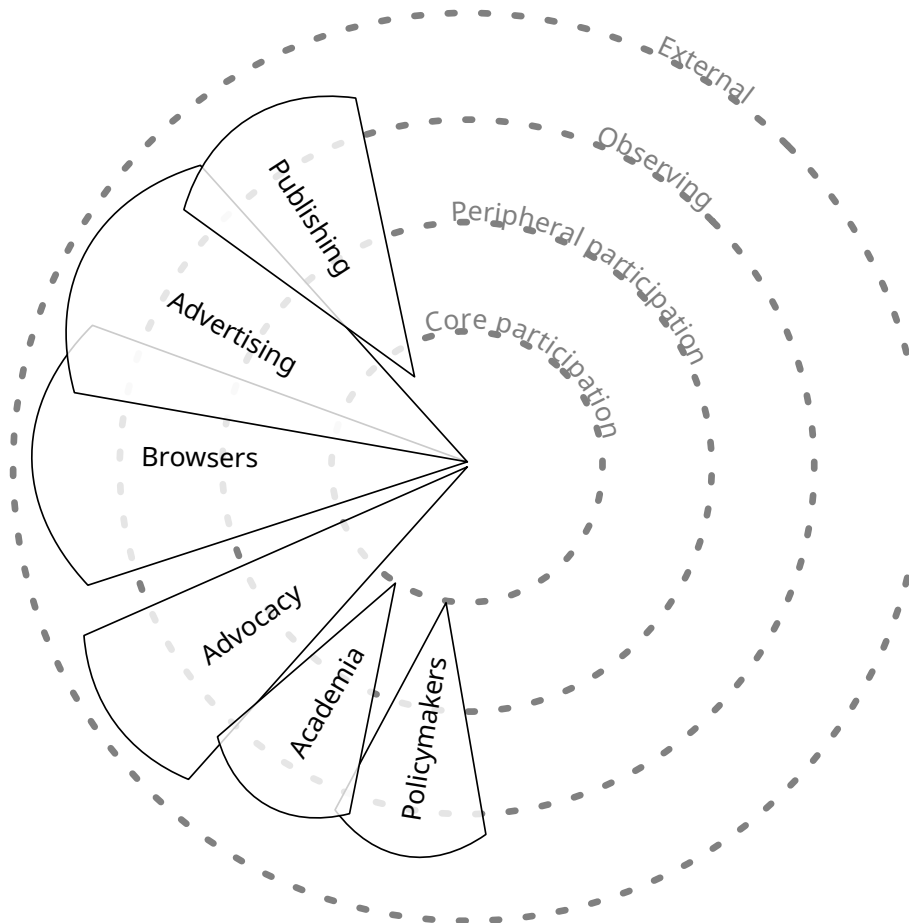 External
Observing
Peripheral participation
Core participation
Publishing
Advertising
Browsers
Advocacy
Academia
Policymakers